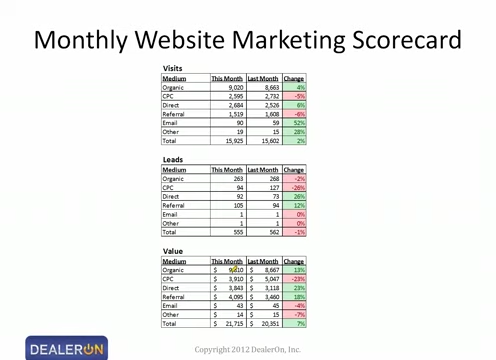 Monthly Website Marketing Scorecard
Visits
Medium This Month Last Month Change
Organic 9,020 8,663 4%
CPC 2,595 2,732 -5%
Direct 2,684 2,526 6%
Referral 1,519 1,608 -6%
Email 90 59 52%
Other 19 15 28%
Total 15,925 15,602 2%
Leads
Medium This Month Last Month Change
Organic 263 268 -2%
CPC 94 127 -26%
Direct 92 73 26%
Referral 105 94 12%
Email 1 1 0%
Other 1 1 0%
Total 555 562 -1%
Value
Medium This Month Last Month Change
Organic $ $ 8,667 13%
CPC $ 3,910 $ 5,047 -23%
Direct $ 3,843 $ 3,118 23%
Referral $ 4,095 $ 3,460 18%
Email $ 43 $ 45 -4%
Other $ 14 $ 15 -7%
Total $ 21,715 $ 20,351 7%
DEALERON
Copyright 2012 DealerOn, Inc.